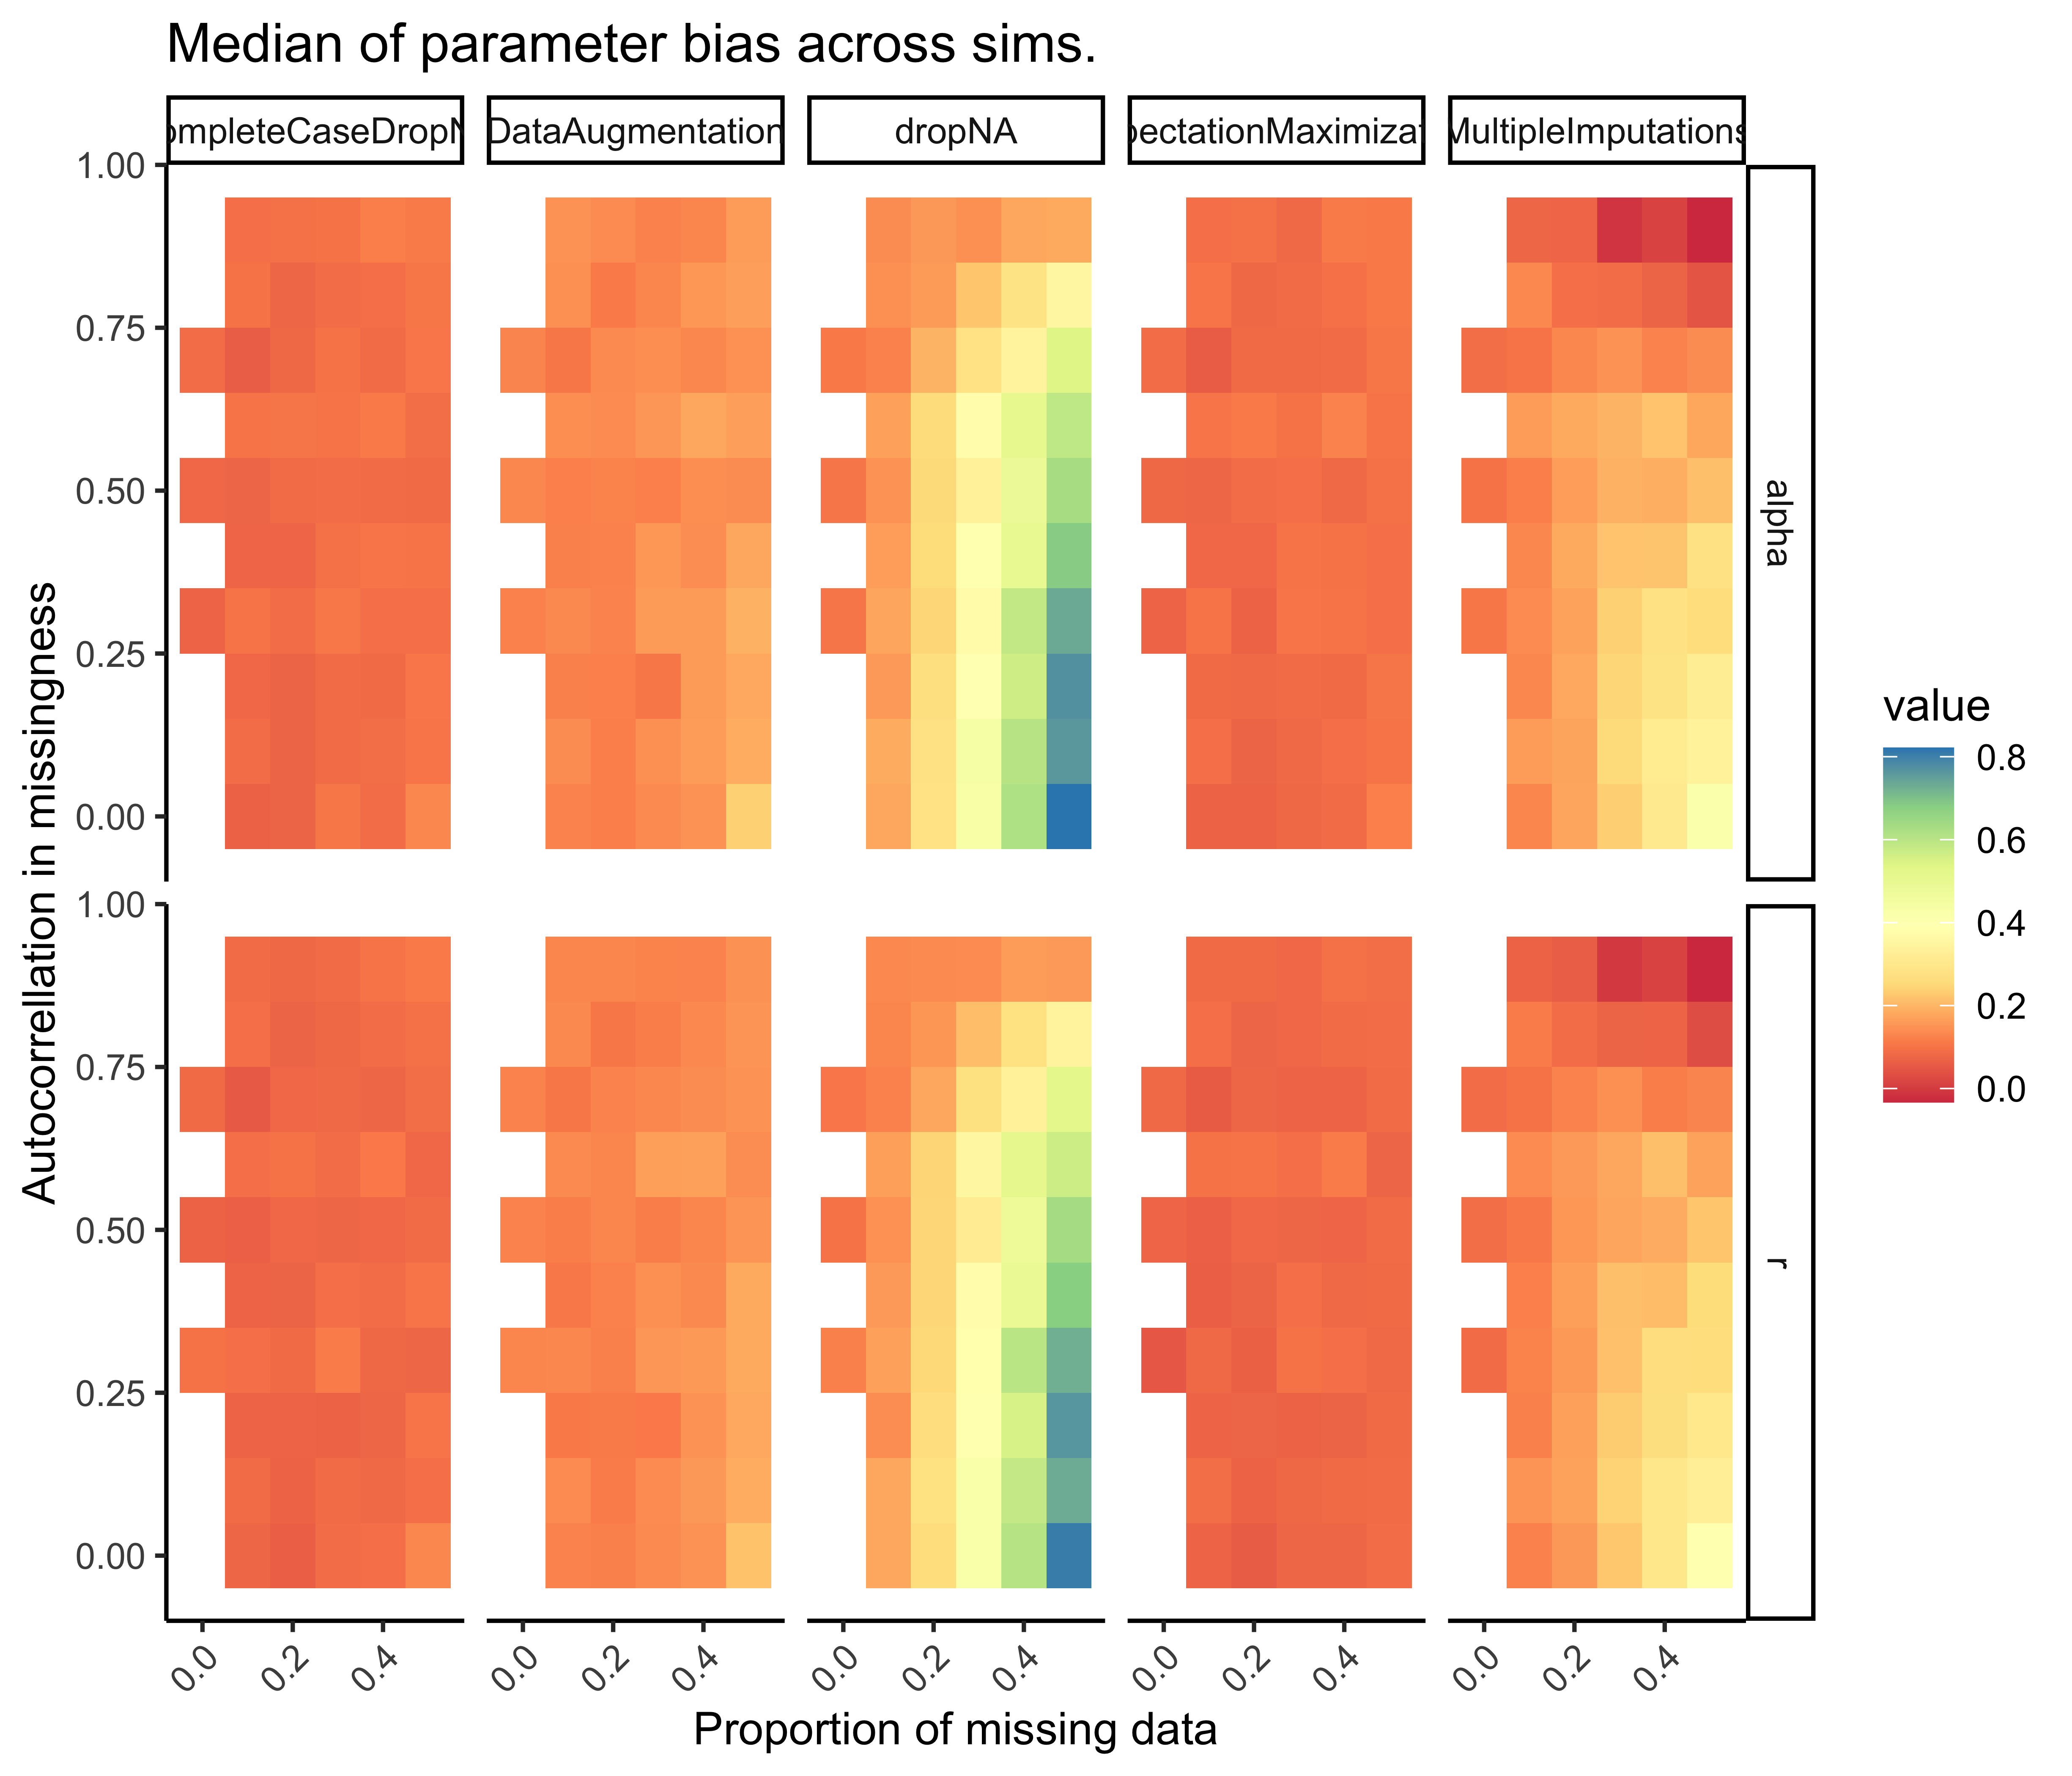 Median of parameter bias across sims.
mpleteCaseDrop
DataAugmentation
dropNA
ectationMaximizat
MultipleImputations
1.00
0.75
0.50
0.25
0.00
alpha
1.00
0.75
0.50
0.25
0.00
r
Autocorrellation in missingness
0.0 0.2 0.4
0.0 0.2 0.4
0.0 0.2 0.4
0.0 0.2 0.4
0.0 0.2 0.4
Proportion of missing data
value
0.8
0.6
0.4
0.2
0.0